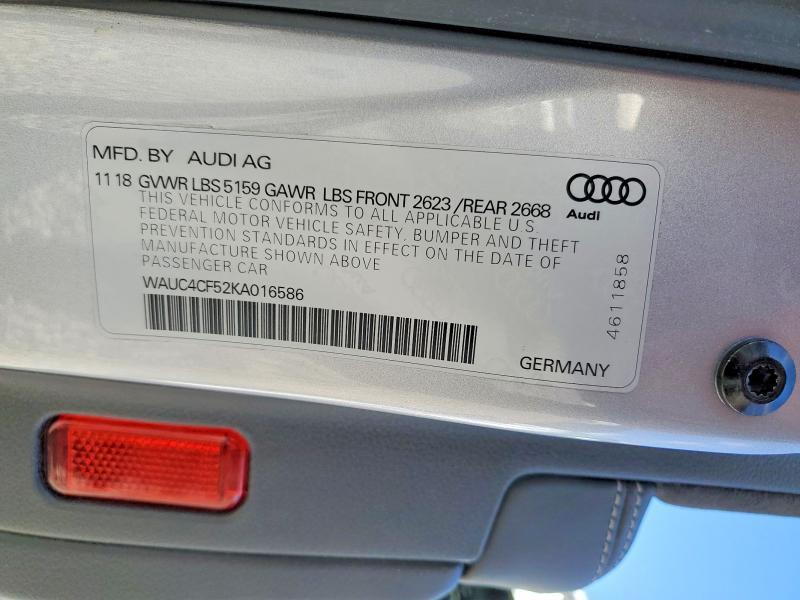 MFD. BY AUDI AG
11 18 GVWR LBS 5159 GAWR LBS FRONT 2623 / REAR 2668
THIS VEHICLE CONFORMS TO ALL APPLICABLE U.S.
FEDERAL MOTOR VEHICLE SAFETY, BUMPER AND THEFT
PREVENTION STANDARDS IN EFFECT ON THE DATE OF
MANUFACTURE SHOWN ABOVE
PASSENGER CAR
WAUC4CF52KA016586
Audi
4611858
GERMANY